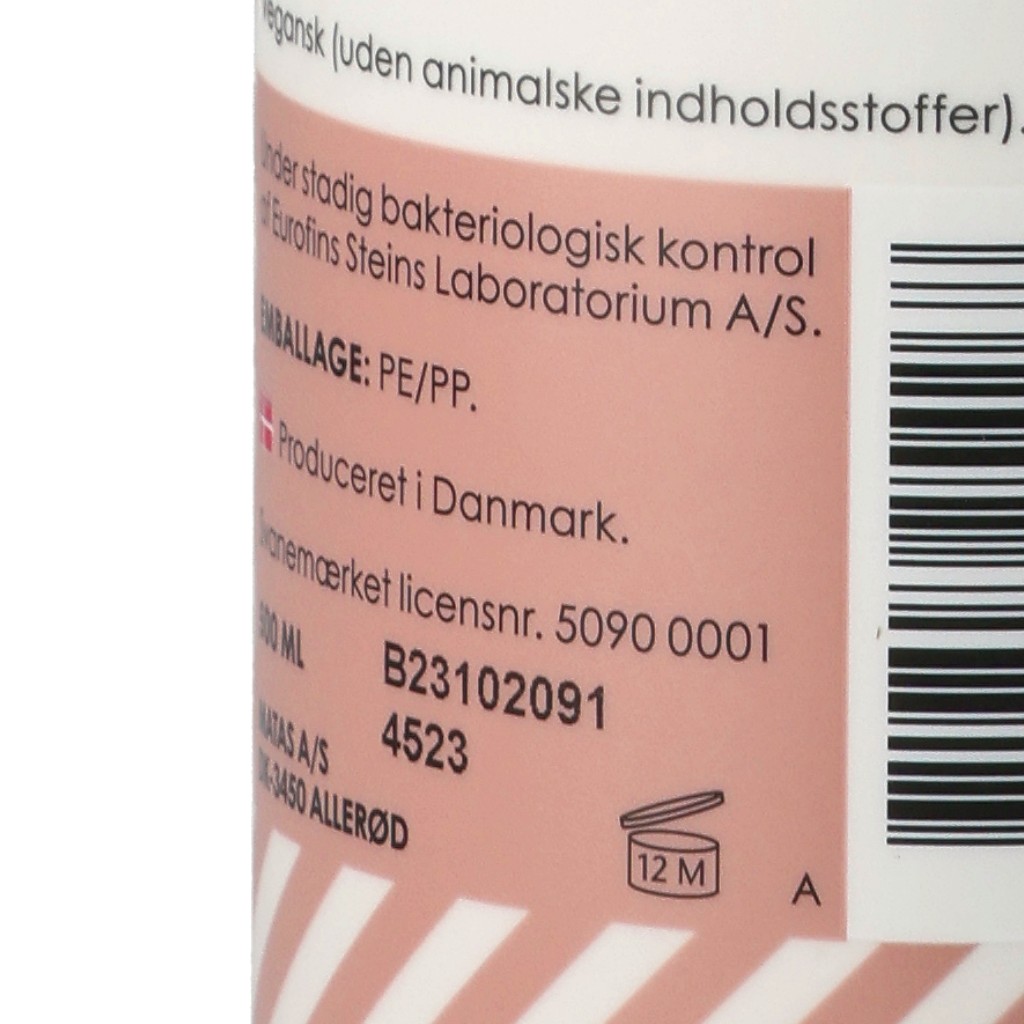 Vegansk (uden animalske indholdsstoffer).
Under stadig bakteriologisk kontrol
af Eurofins Steins Laboratorium A/S.
EMBALLAGE: PE/PP.
Produceret i Danmark.
Svanemærket licensnr. 5090 0001
ML B23102091
MATAS A/S 4523
DK-3450 ALLERØD
12 M
A